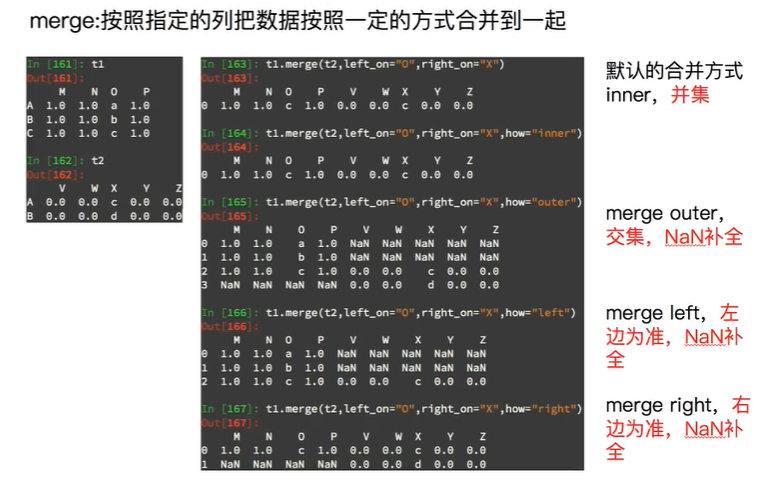 merge:按照指定的列把数据按照一定的方式合并到一起
In [161]: t1
Out[161]:
M N O P
A 1.0 1.0 a 1.0
B 1.0 1.0 b 1.0
C 1.0 1.0 c 1.0
In [162]: t2
Out[162]:
V W X Y Z
A 0.0 0.0 c 0.0 0.0
B 0.0 0.0 d 0.0 0.0
In [163]: t1.merge(t2,left_on="O",right_on="X")
Out[163]:
M N O P V W X Y Z
0 1.0 1.0 c 1.0 0.0 0.0 c 0.0 0.0
In [164]: t1.merge(t2,left_on="O",right_on="X",how="inner")
Out[164]:
M N O P V W X Y Z
0 1.0 1.0 c 1.0 0.0 0.0 c 0.0 0.0
In [165]: t1.merge(t2,left_on="O",right_on="X",how="outer")
Out[165]:
M N O P V W X Y Z
0 1.0 1.0 a 1.0 NaN NaN NaN NaN NaN
1 1.0 1.0 b 1.0 NaN NaN NaN NaN NaN
2 1.0 1.0 c 1.0 0.0 0.0 c 0.0 0.0
3 NaN NaN NaN NaN 0.0 0.0 d 0.0 0.0
In [166]: t1.merge(t2,left_on="O",right_on="X",how="left")
Out[166]:
M N O P V W X Y Z
0 1.0 1.0 a 1.0 NaN NaN NaN NaN NaN
1 1.0 1.0 b 1.0 NaN NaN NaN NaN NaN
2 1.0 1.0 c 1.0 0.0 0.0 c 0.0 0.0
In [167]: t1.merge(t2,left_on="O",right_on="X",how="right")
Out[167]:
M N O P V W X Y Z
0 1.0 1.0 c 1.0 0.0 0.0 c 0.0 0.0
1 NaN NaN NaN NaN 0.0 0.0 d 0.0 0.0
默认的合并方式
inner，并集
merge outer，
交集，NaN补全
merge left，左
边为准，NaN补
全
merge right，右
边为准，NaN补
全